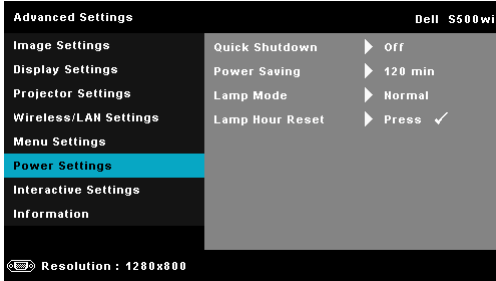 Advanced Settings Dell S500wi
Image Settings
Display Settings
Projector Settings
Wireless/LAN Settings
Menu Settings
Power Settings
Interactive Settings
Information
Quick Shutdown Off
Power Saving 120 min
Lamp Mode Normal
Lamp Hour Reset Press ✓
Resolution : 1280x800